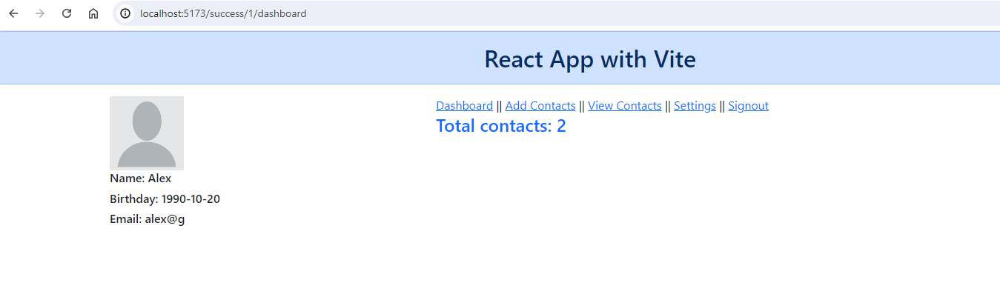 localhost:5173/success/1/dashboard
React App with Vite
Dashboard || Add Contacts || View Contacts || Settings || Signout
Total contacts: 2
Name: Alex
Birthday: 1990-10-20
Email: alex@g